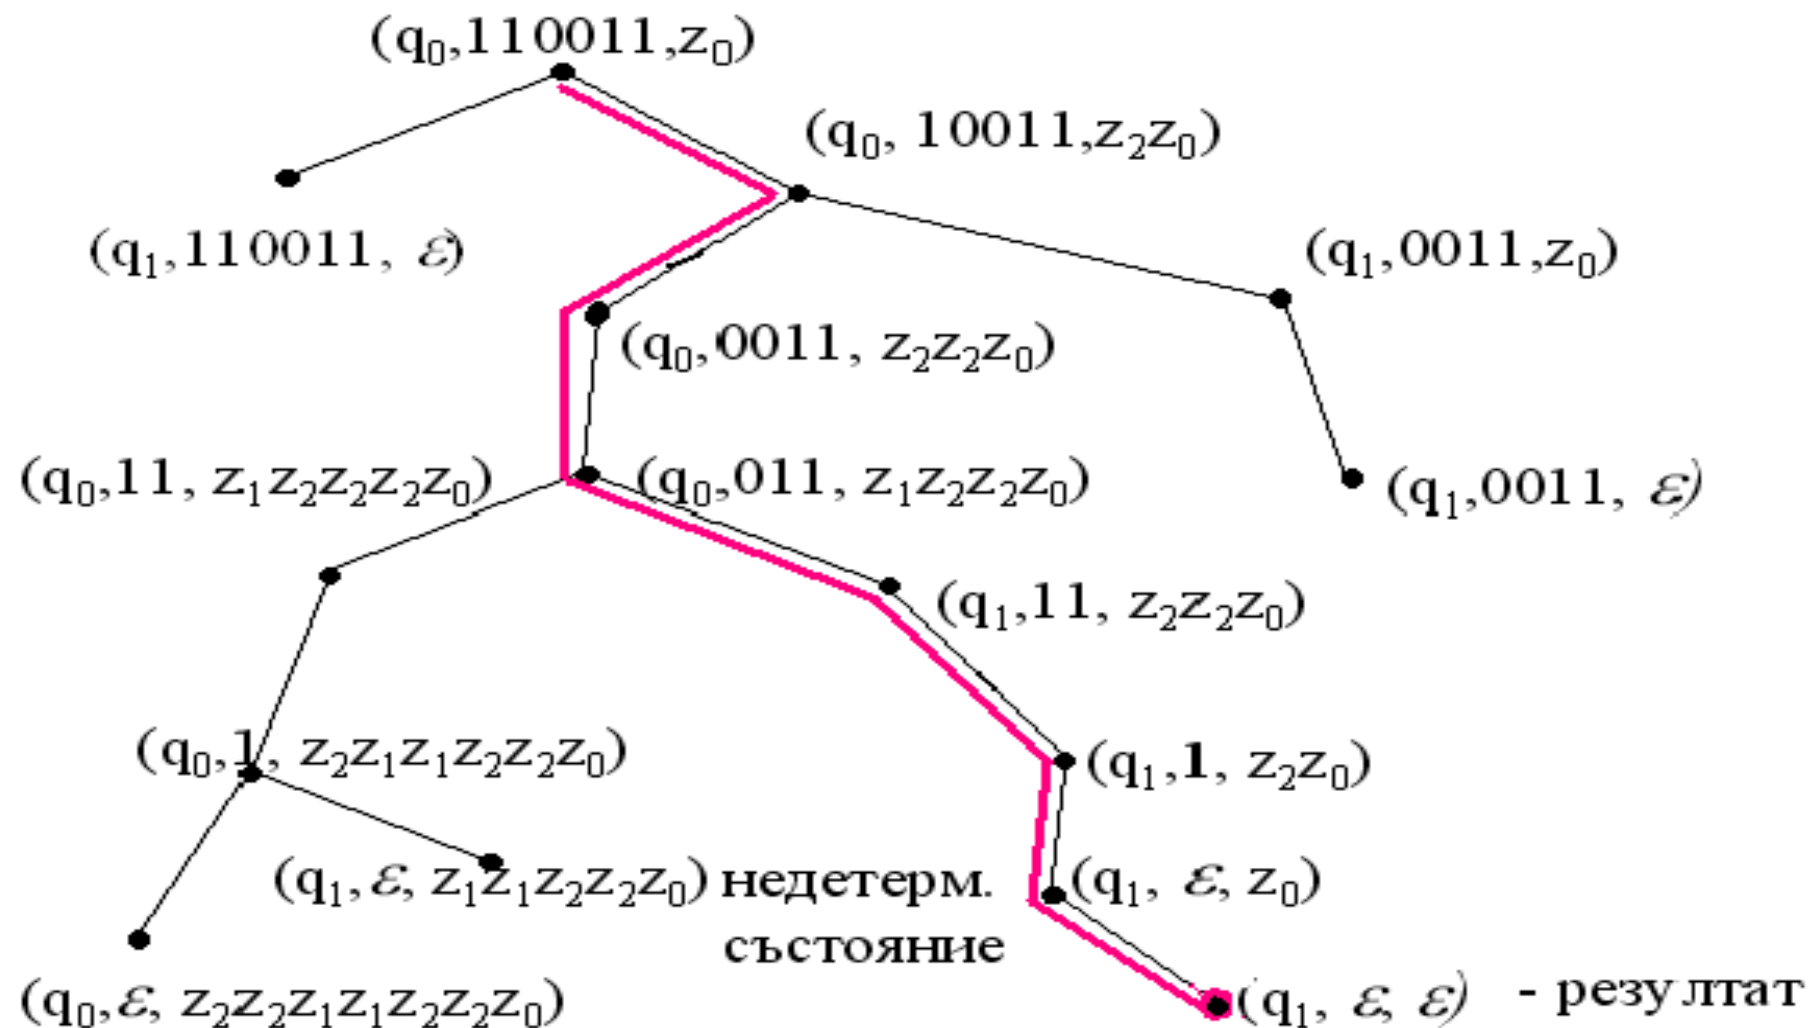 (q₀,110011,z₀)
(q₀, 10011,z₂z₀)
(q₁,110011, ε)
(q₁,0011,z₀)
(q₀,0011, z₂z₂z₀)
(q₀,11, z₁z₂z₂z₂z₀)
(q₀,011, z₁z₂z₂z₀)
(q₁,0011, ε)
(q₁,11, z₂z₂z₀)
(q₀,1, z₂z₁z₁z₂z₂z₀)
(q₁,1, z₂z₀)
(q₁,ε, z₁z₁z₂z₂z₀) недетерм.
състояние
(q₁, ε, z₀)
(q₀,ε, z₂z₂z₁z₁z₂z₂z₀)
(q₁, ε, ε) - резултат